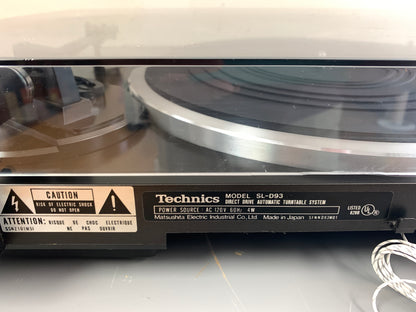 CAUTION
RISK OF ELECTRIC SHOCK
DO NOT OPEN
ATTENTION: RISQUE DE CHOC ELECTRIQUE
NE PAS OUVRIR
Technics MODEL SL-D93
DIRECT DRIVE AUTOMATIC TURNTABLE SYSTEM
POWER SOURCE AC 120V 60Hz 4W
Matsushita Electric Industrial Co., Ltd. Made in Japan
LISTED
UL